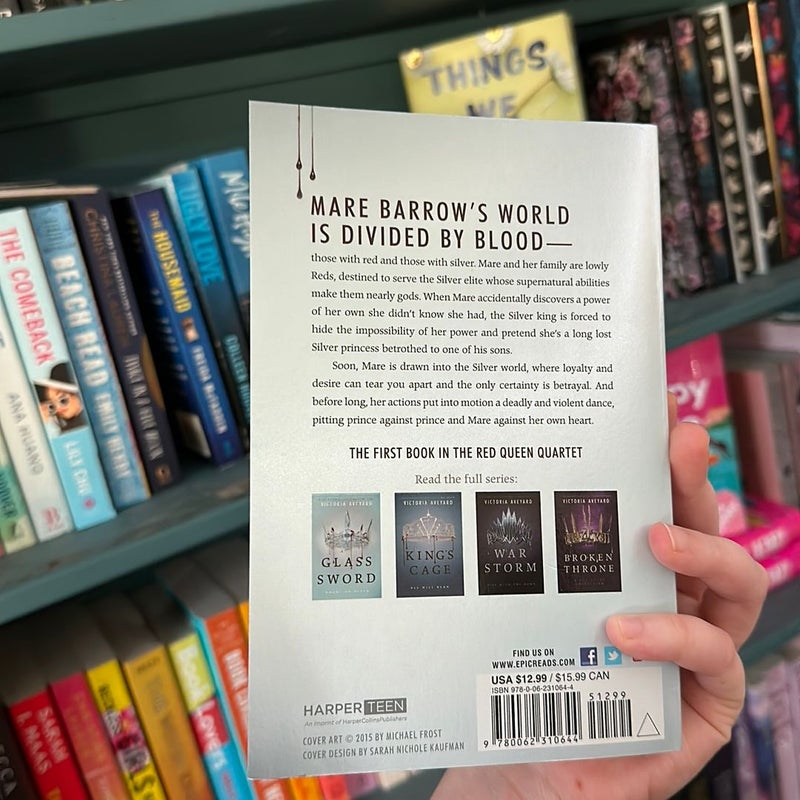 THINGS
WE
MARE BARROW'S WORLD
IS DIVIDED BY BLOOD—
those with red and those with silver. Mare and her family are lowly
Reds, destined to serve the Silver elite whose supernatural abilities
make them nearly gods. When Mare accidentally discovers a power
of her own she didn't know she had, the Silver king is forced to
hide the impossibility of her power and pretend she's a long lost
Silver princess betrothed to one of his sons.
Soon, Mare is drawn into the Silver world, where loyalty and
desire can tear you apart and the only certainty is betrayal. And
before long, her actions put into motion a deadly and violent dance,
pitting prince against prince and Mare against her own heart.
THE FIRST BOOK IN THE RED QUEEN QUARTET
Read the full series:
VICTORIA AVEYARD
GLASS
SWORD
VICTORIA AVEYARD
KING'S
CAGE
VICTORIA AVEYARD
WAR
STORM
VICTORIA AVEYARD
BROKEN
THRONE
FIND US ON
WWW.EPICREADS.COM
USA $12.99 / $15.99 CAN
ISBN 978-0-06-231064-4
51299
9 780062 310644
HARPER TEEN
An Imprint of HarperCollinsPublishers
COVER ART © 2015 BY MICHAEL FROST
COVER DESIGN BY SARAH NICHOLE KAUFMAN
THE COMEBACK
LILY CHU
BEACH READ EMILY HENRY
THE HOUSEMAID
UGLY LOVE
ANA HUANG
SARAH
J. MAAS